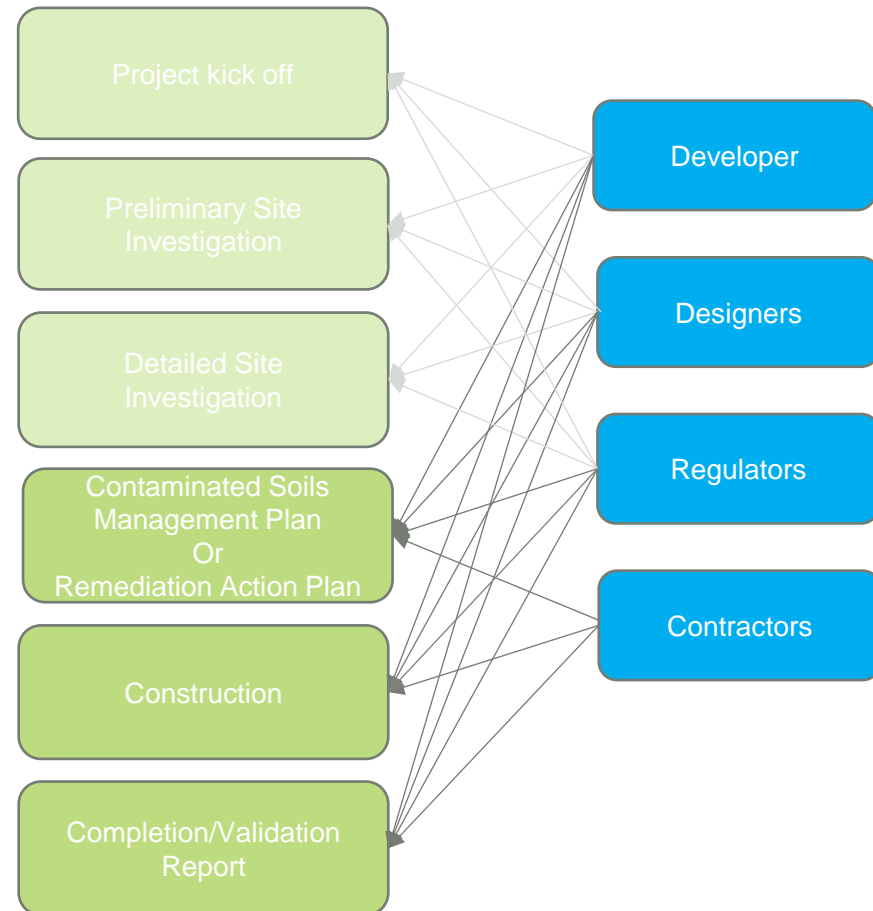 Project kick off
Preliminary Site
Investigation
Detailed Site
Investigation
Contaminated Soils
Management Plan
Or
Remediation Action Plan
Construction
Completion/Validation
Report
Developer
Designers
Regulators
Contractors